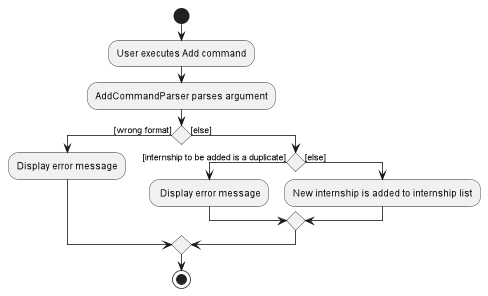 User executes Add command
AddCommandParser parses argument
[wrong format]
[else]
Display error message
[internship to be added is a duplicate]
[else]
Display error message
New internship is added to internship list